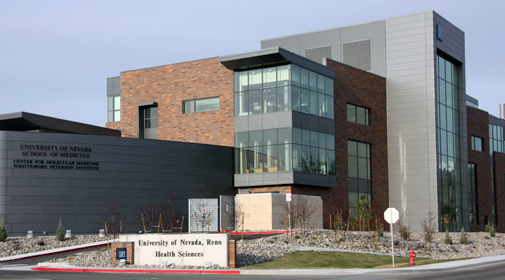 UNIVERSITY OF NEVADA
SCHOOL OF MEDICINE
CENTER FOR MOLECULAR MEDICINE
WHITTEMORE PETERSON INSTITUTE
University of Nevada, Reno
Health Sciences